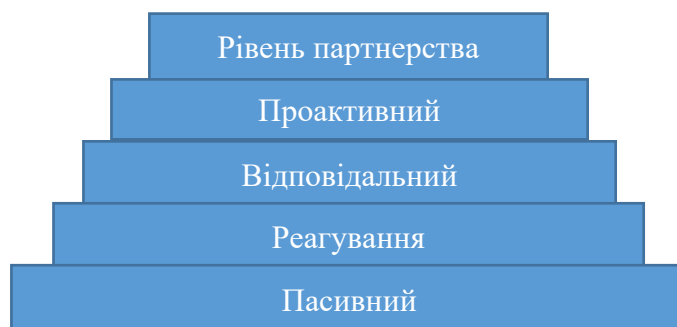 Рівень партнерства
Проактивний
Відповідальний
Реагування
Пасивний